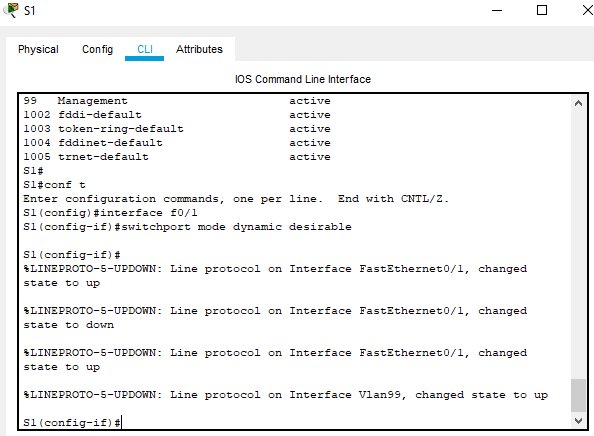 S1
Physical Config CLI Attributes
IOS Command Line Interface
99 Management active
1002 fddi-default active
1003 token-ring-default active
1004 fddinet-default active
1005 trnet-default active
S1#
S1#conf t
Enter configuration commands, one per line. End with CNTL/Z.
S1(config)#interface f0/1
S1(config-if)#switchport mode dynamic desirable
S1(config-if)#
%LINEPROTO-5-UPDOWN: Line protocol on Interface FastEthernet0/1, changed
state to up
%LINEPROTO-5-UPDOWN: Line protocol on Interface FastEthernet0/1, changed
state to down
%LINEPROTO-5-UPDOWN: Line protocol on Interface FastEthernet0/1, changed
state to up
%LINEPROTO-5-UPDOWN: Line protocol on Interface Vlan99, changed state to up
S1(config-if)#